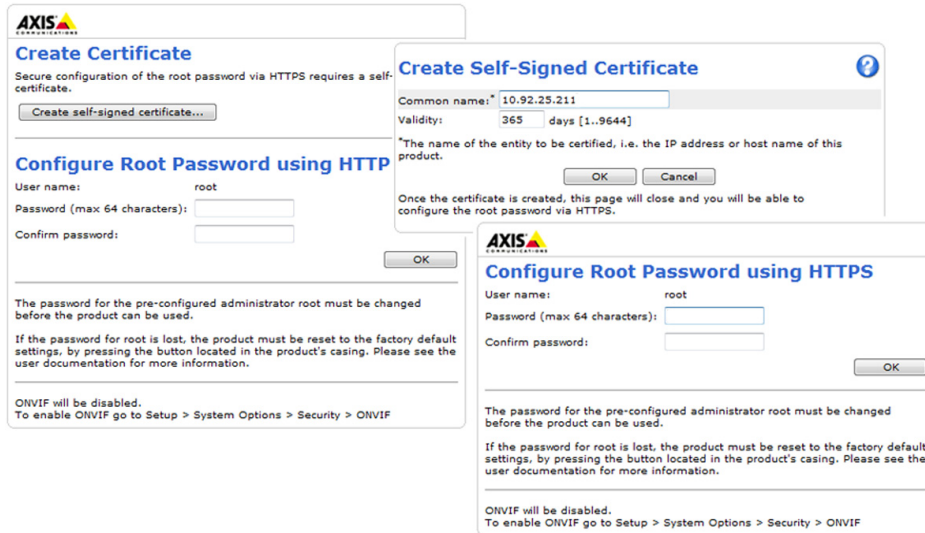 AXIS
COMMUNICATIONS
Create Certificate
Secure configuration of the root password via HTTPS requires a self-
certificate.
Create self-signed certificate...
Configure Root Password using HTTP
User name: root
Password (max 64 characters):
Confirm password:
OK
The password for the pre-configured administrator root must be changed
before the product can be used.
If the password for root is lost, the product must be reset to the factory default
settings, by pressing the button located in the product's casing. Please see the
user documentation for more information.
ONVIF will be disabled.
To enable ONVIF go to Setup > System Options > Security > ONVIF
Create Self-Signed Certificate
?
Common name:* 10.92.25.211
Validity: 365 days [1..9644]
*The name of the entity to be certified, i.e. the IP address or host name of this
product.
OK Cancel
Once the certificate is created, this page will close and you will be able to
configure the root password via HTTPS.
AXIS
COMMUNICATIONS
Configure Root Password using HTTPS
User name: root
Password (max 64 characters):
Confirm password:
OK
The password for the pre-configured administrator root must be changed
before the product can be used.
If the password for root is lost, the product must be reset to the factory default
settings, by pressing the button located in the product's casing. Please see the
user documentation for more information.
ONVIF will be disabled.
To enable ONVIF go to Setup > System Options > Security > ONVIF